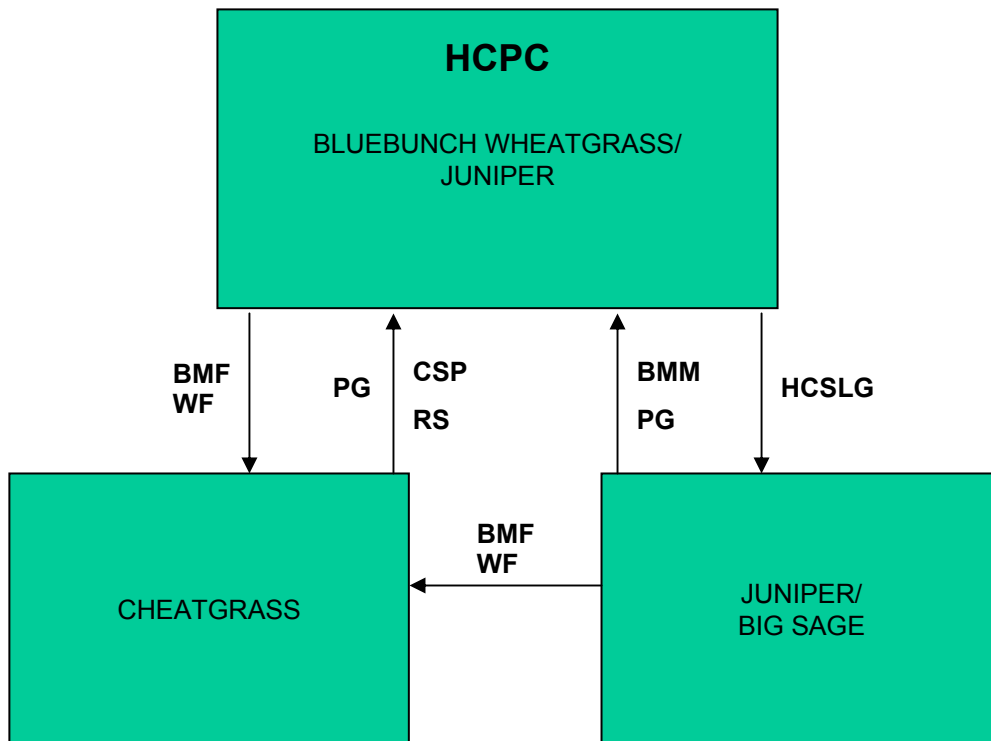 HCPC
BLUEBUNCH WHEATGRASS/
JUNIPER
BMF
WF
PG
CSP
RS
BMM
PG
HCSLG
BMF
WF
CHEATGRASS
JUNIPER/
BIG SAGE